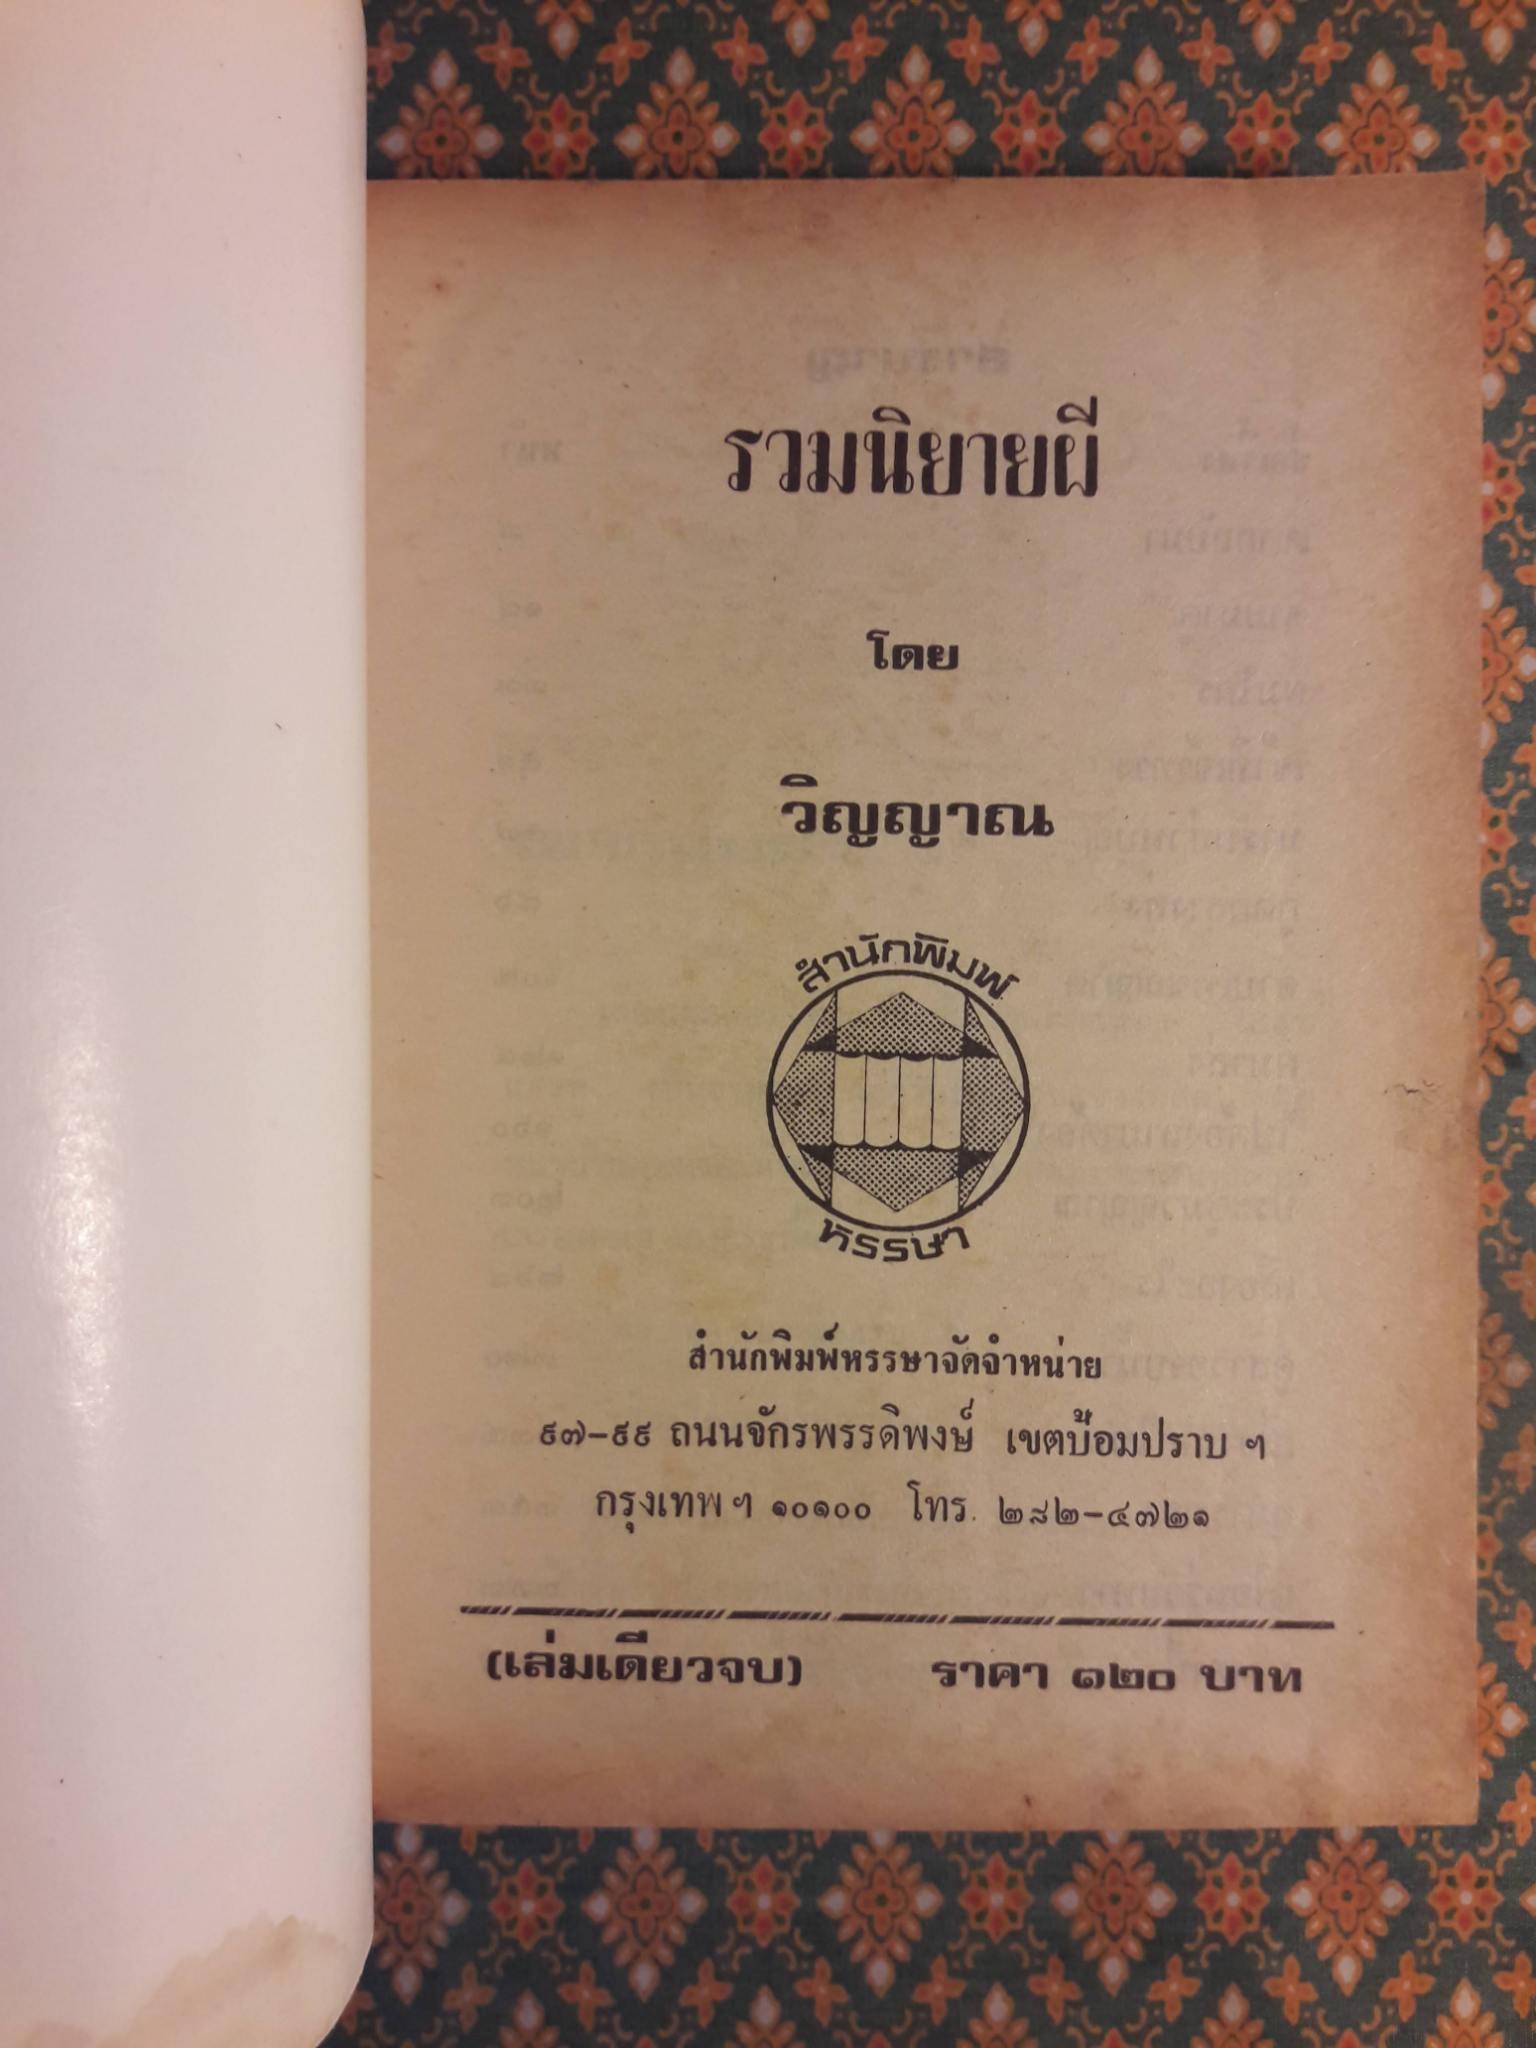 รวมนิยายผี
โดย
วิญญาณ
สำนักพิมพ์
หรรษา
สำนักพิมพ์หรรษาจัดจำหน่าย
๙๗-๙๙ ถนนจักรพรรดิพงษ์ เขตป้อมปราบ ฯ
กรุงเทพ ฯ ๑๐๑๐๐ โทร. ๒๘๒-๔๗๒๑
(เล่มเดียวจบ) ราคา ๑๒๐ บาท